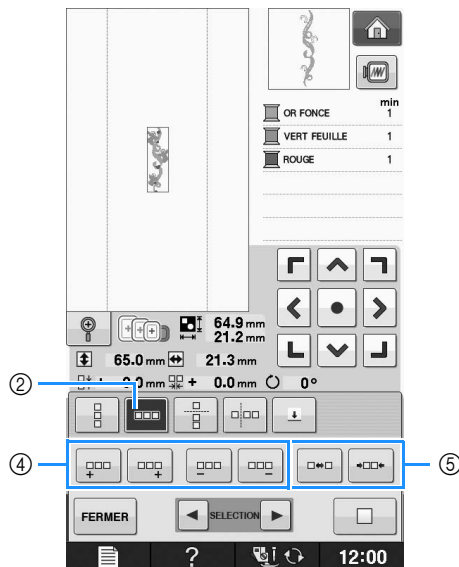 min
OR FONCE 1
VERT FEUILLE 1
ROUGE 1
64.9 mm
21.2 mm
65.0 mm 21.3 mm
+ 0.0 mm + 0.0 mm 0°
②
④ ⑤
FERMER SELECTION
? 12:00